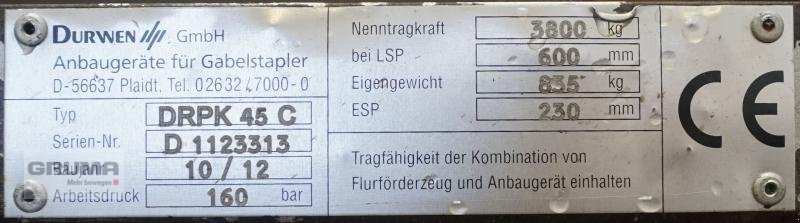 DURWEN GmbH
Anbaugeräte für Gabelstapler
D-56637 Plaidt, Tel. 02632/7000-0
Typ DRPK 45 C
Serien-Nr. D 1123313
Baujahr 10/12
Arbeitsdruck 160 bar
GRUMA
Mehr bewegen
Nenntragkraft 3800 kg
bei LSP 600 mm
Eigengewicht 835 kg
ESP 230 mm
Tragfähigkeit der Kombination von
Flurförderzeug und Anbaugerät einhalten
CE